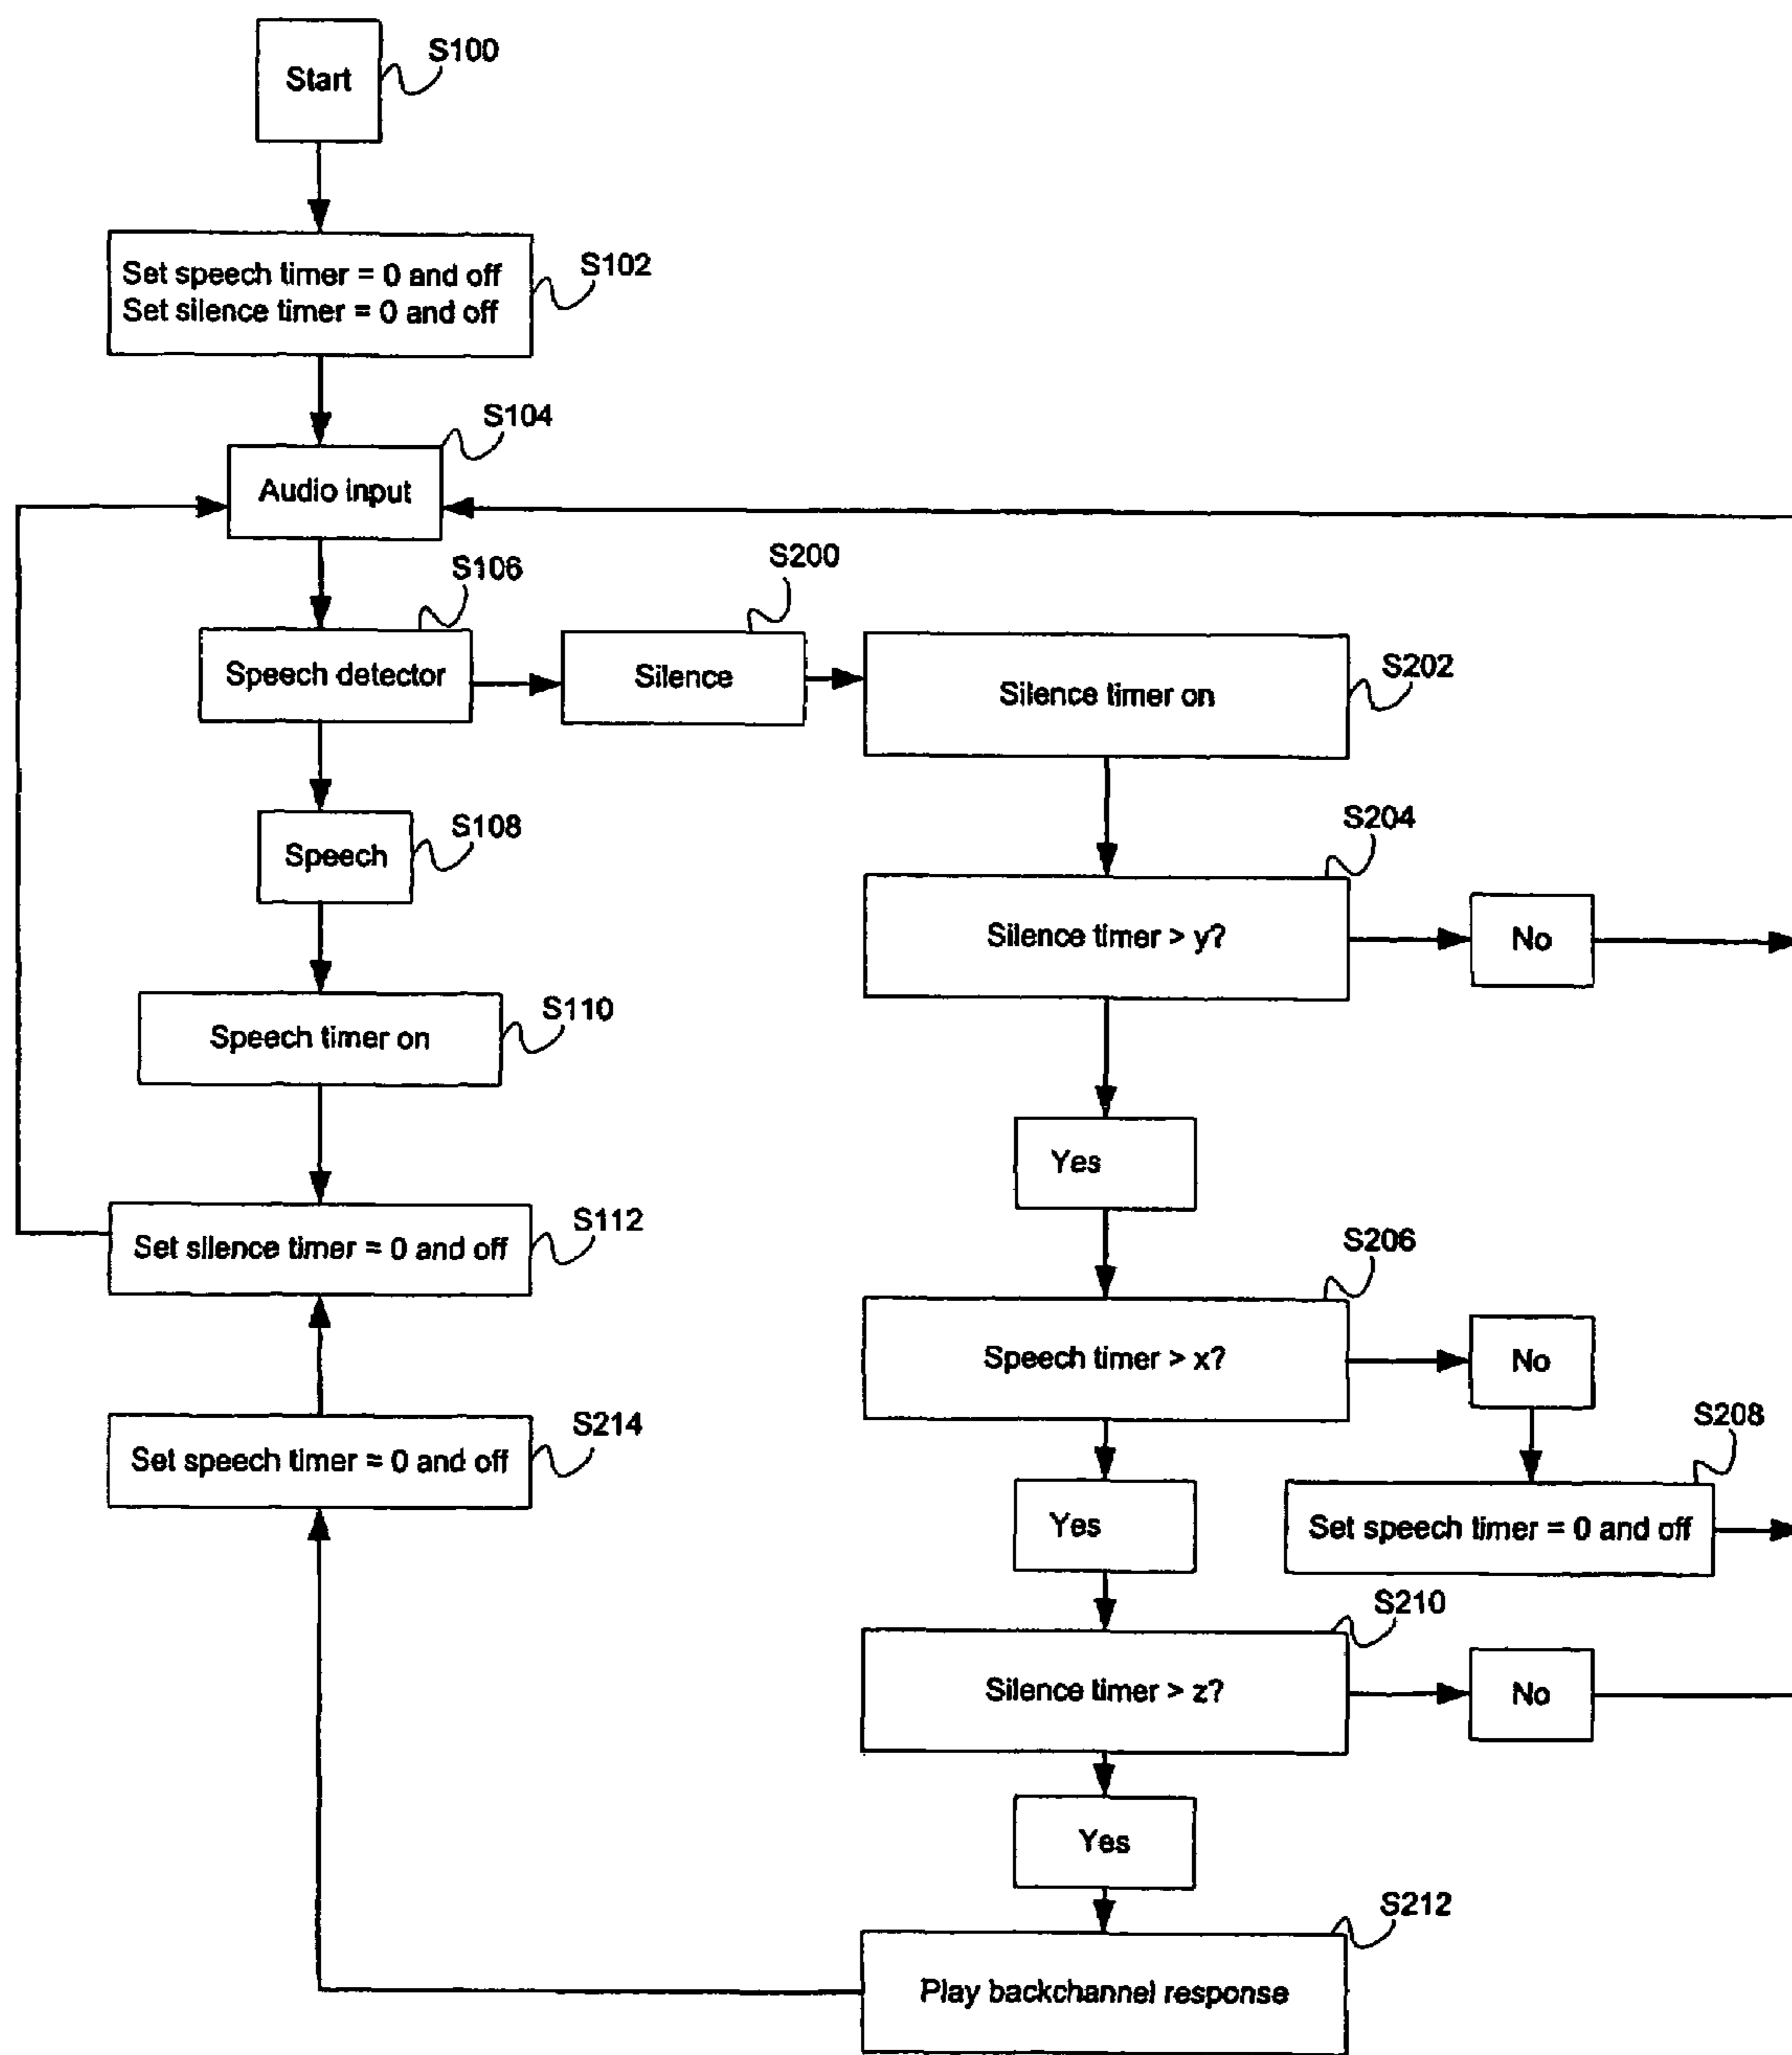 Start
S100
Set speech timer = 0 and off
Set silence timer = 0 and off
S102
S104
Audio input
S106
Speech detector
S200
Silence
S202
Silence timer on
S108
Speech
S204
Silence timer > y?
No
S110
Speech timer on
Yes
S112
Set silence timer = 0 and off
S206
Speech timer > x?
No
S214
Set speech timer = 0 and off
Yes
S208
Set speech timer = 0 and off
S210
Silence timer > z?
No
Yes
S212
Play backchannel response